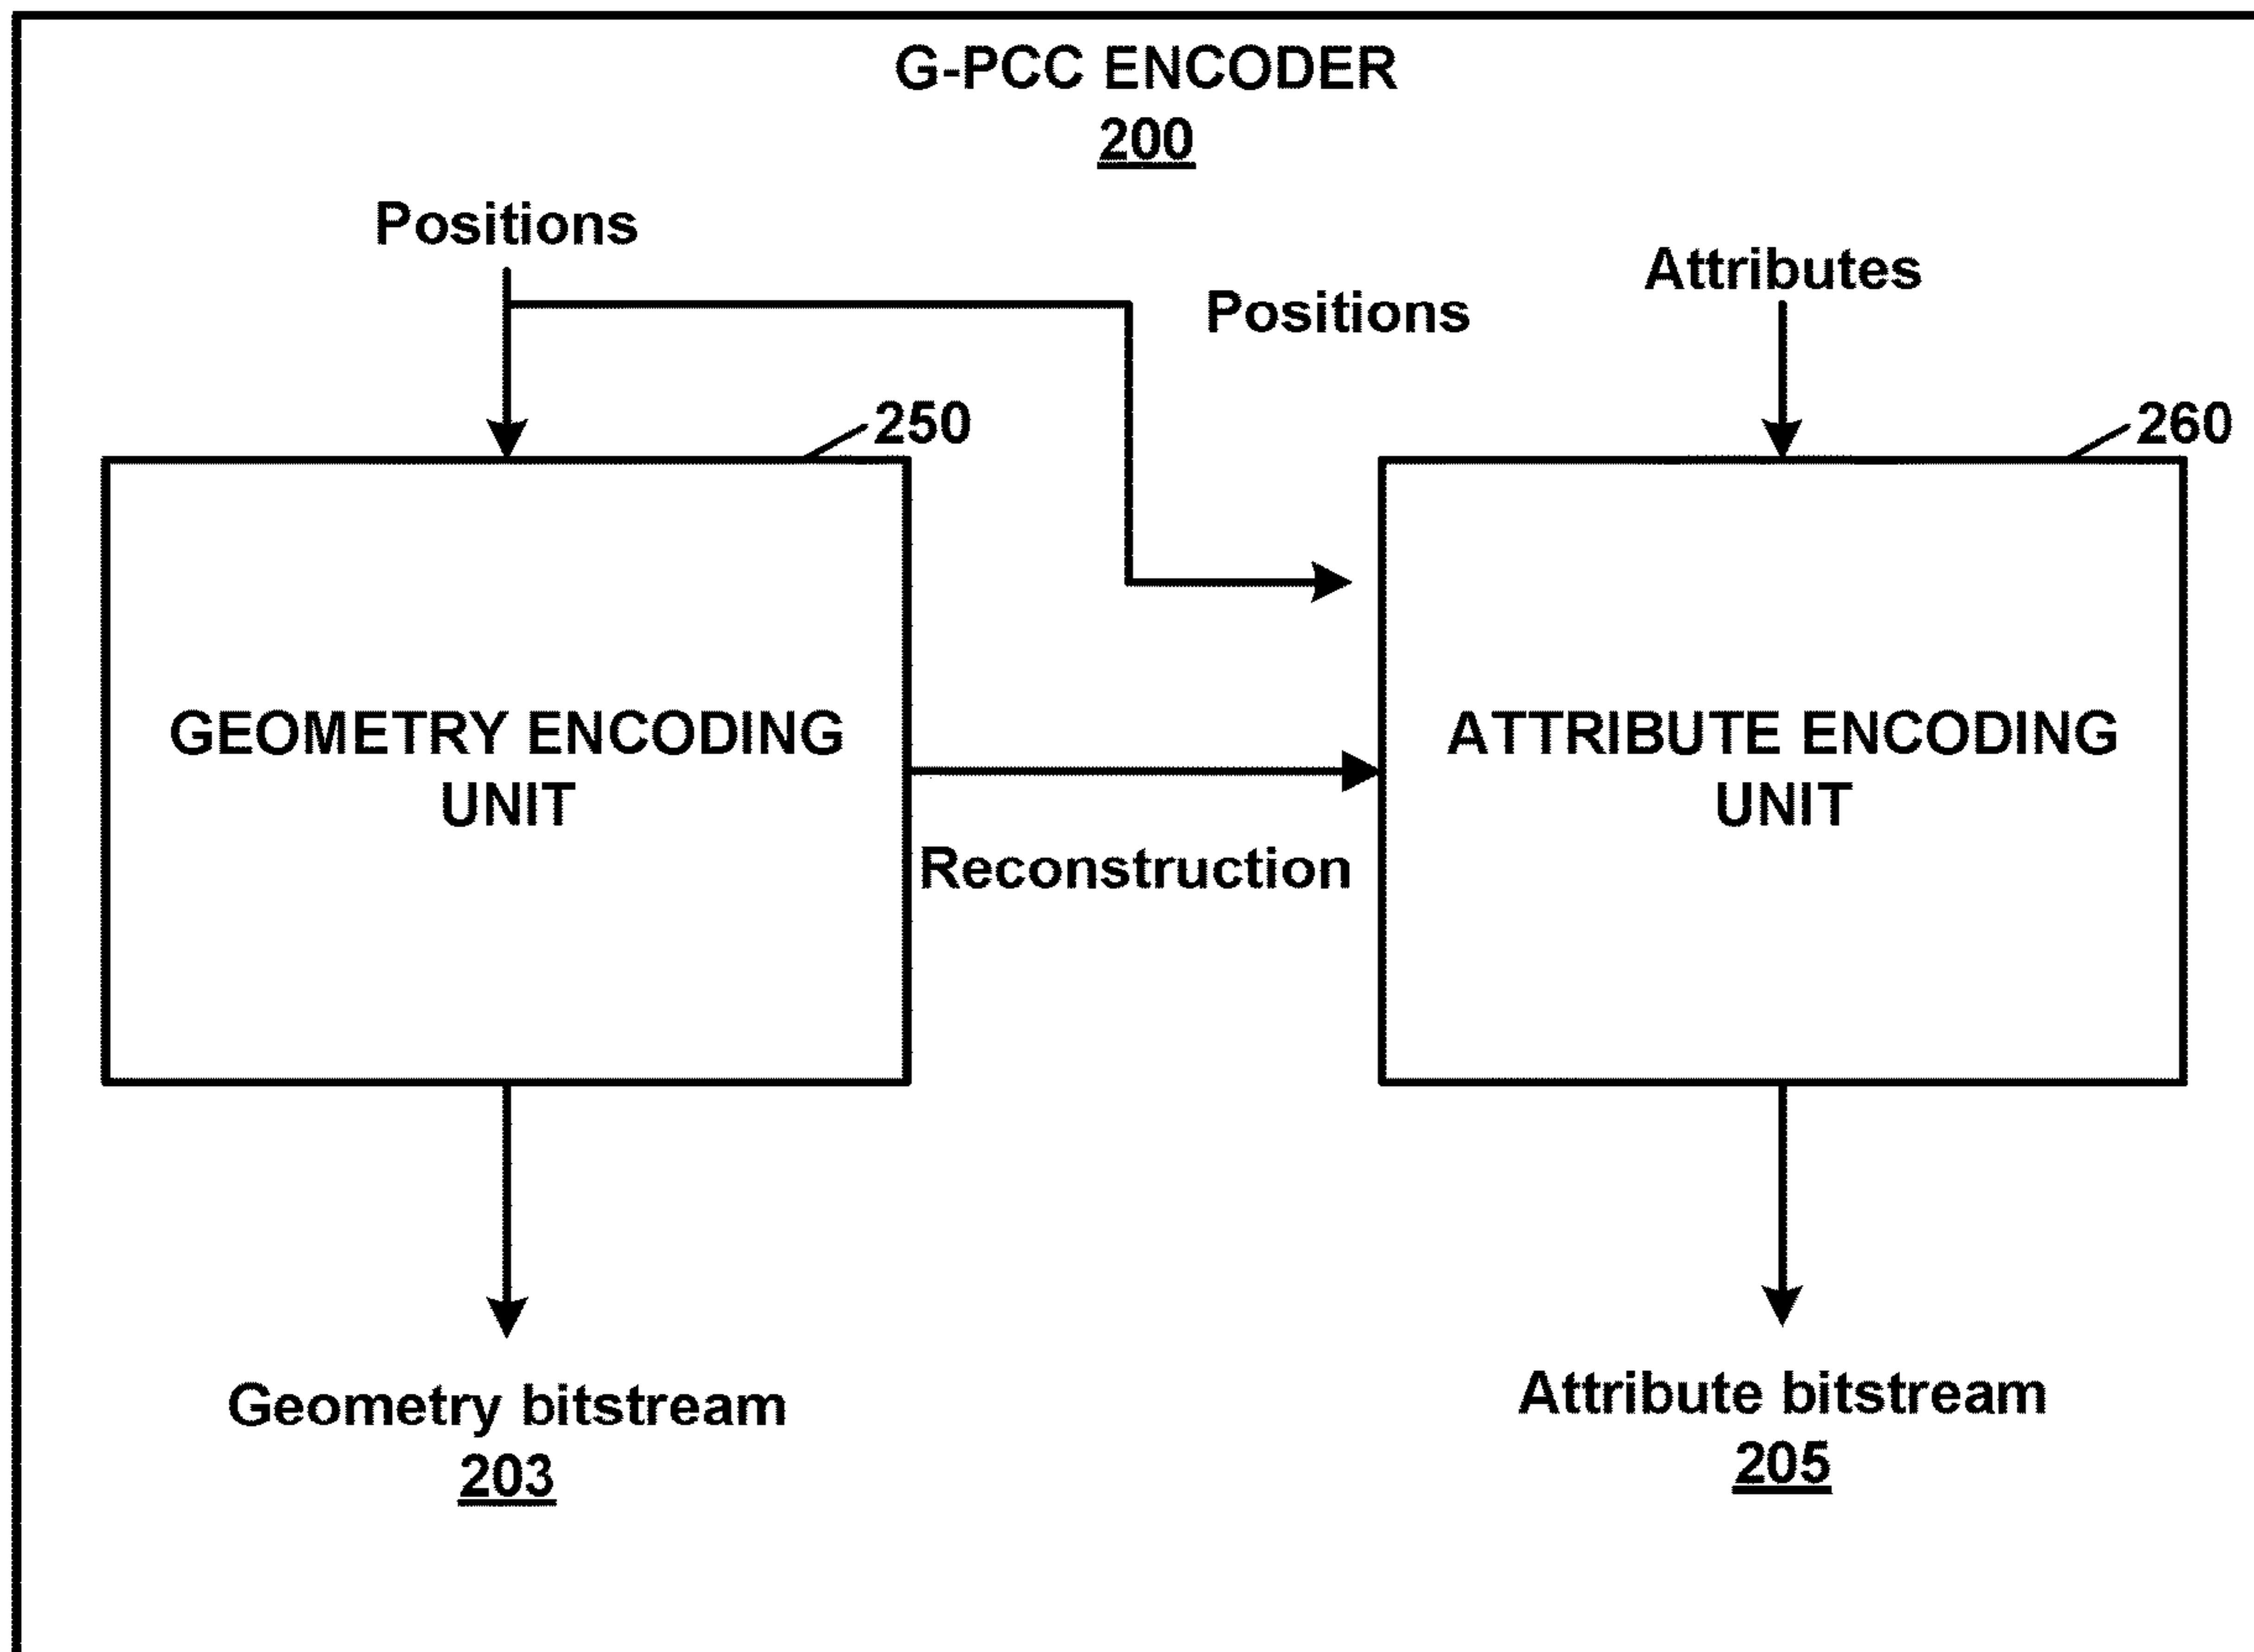 G-PCC ENCODER
200
Positions
Attributes
Positions
250
260
GEOMETRY ENCODING
UNIT
ATTRIBUTE ENCODING
UNIT
Reconstruction
Geometry bitstream
203
Attribute bitstream
205